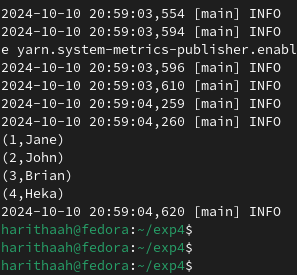 2024-10-10 20:59:03,554 [main] INFO
2024-10-10 20:59:03,594 [main] INFO
e yarn.system-metrics-publisher.enabl
2024-10-10 20:59:03,596 [main] INFO
2024-10-10 20:59:03,610 [main] INFO
2024-10-10 20:59:04,259 [main] INFO
2024-10-10 20:59:04,260 [main] INFO
(1,Jane)
(2,John)
(3,Brian)
(4,Heka)
2024-10-10 20:59:04,620 [main] INFO
harithaah@fedora:~/exp4$
harithaah@fedora:~/exp4$
harithaah@fedora:~/exp4$